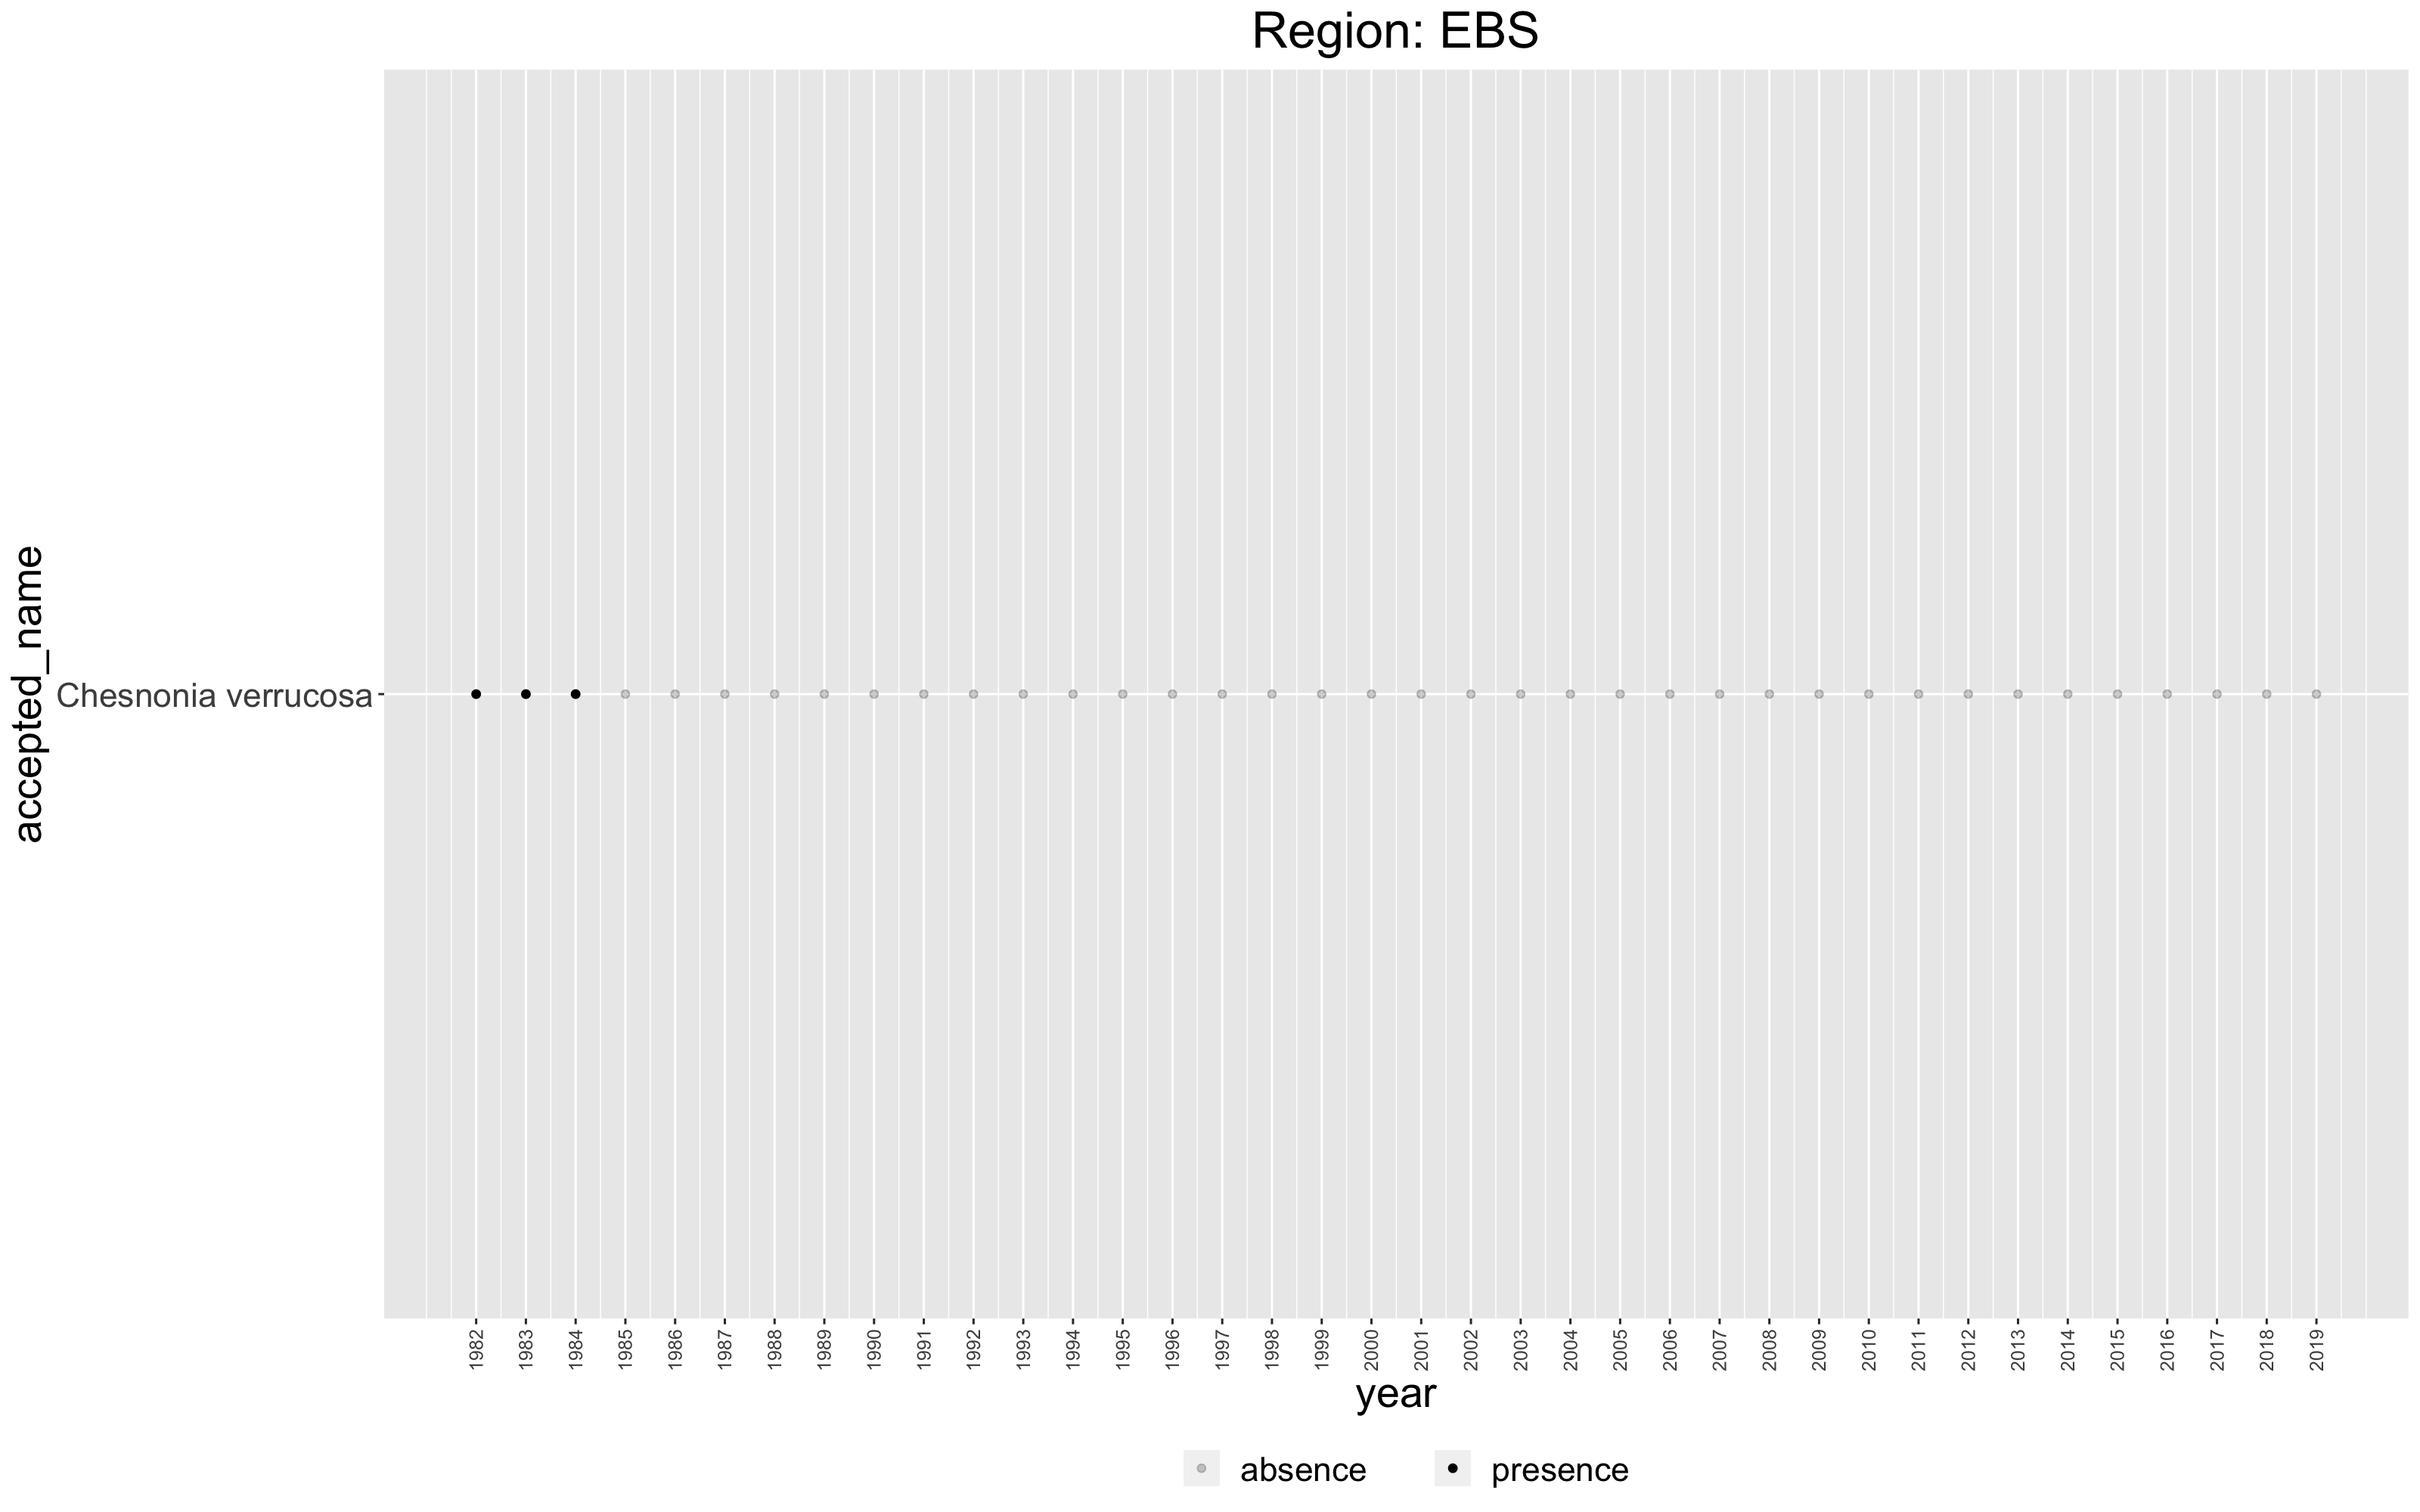 Region: EBS
accepted_name
Chesnonia verrucosa
1982 1983 1984 1985 1986 1987 1988 1989 1990 1991 1992 1993 1994 1995 1996 1997 1998 1999 2000 2001 2002 2003 2004 2005 2006 2007 2008 2009 2010 2011 2012 2013 2014 2015 2016 2017 2018 2019
year
absence presence